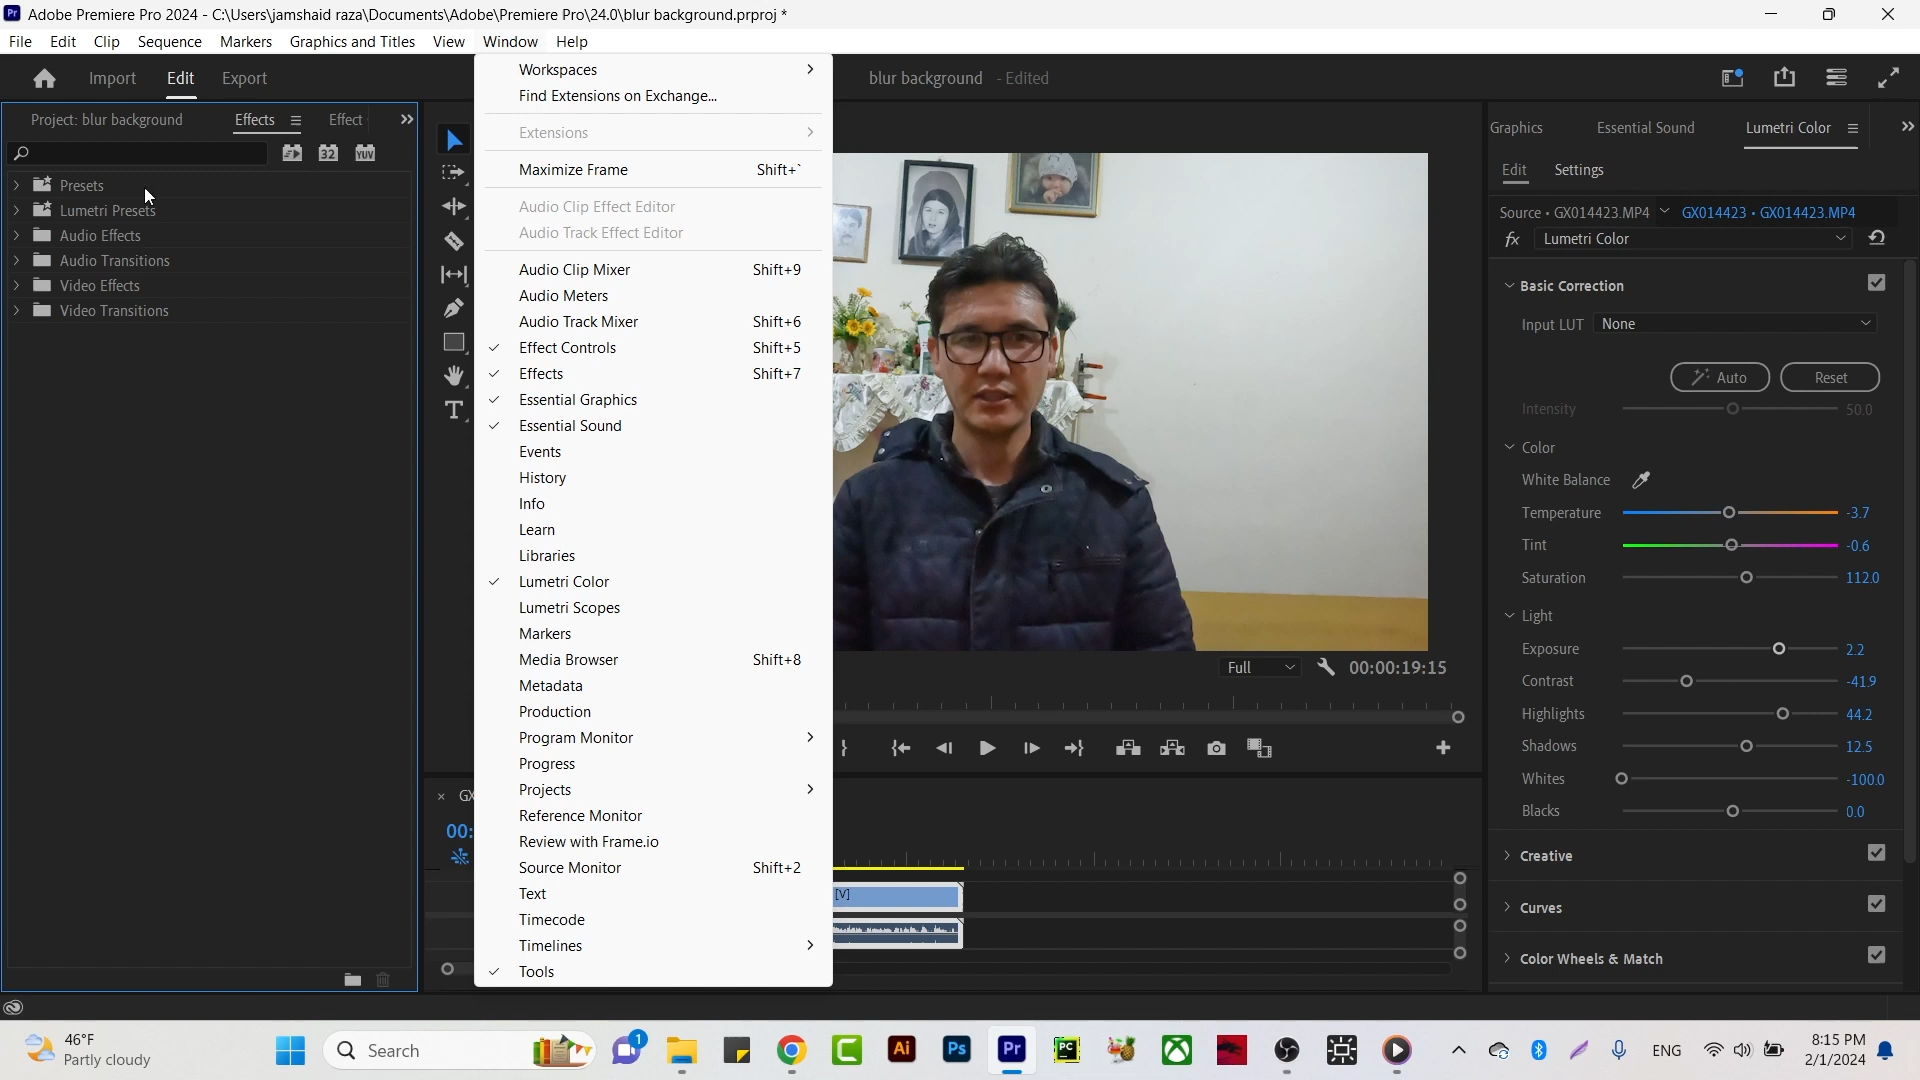 Adobe Premiere Pro 2024 - C:\Users\jamshaid raza\Documents\Adobe\Premiere Pro\24.0\blur background.prproj *
File Edit Clip Sequence Markers Graphics and Titles View Window Help
Import Edit Export
blur background - Edited
Project: blur background Effects Effect
32 YUV
Presets
Lumetri Presets
Audio Effects
Audio Transitions
Video Effects
Video Transitions
Workspaces
Find Extensions on Exchange...
Extensions
Maximize Frame Shift+`
Audio Clip Effect Editor
Audio Track Effect Editor
Audio Clip Mixer Shift+9
Audio Meters
Audio Track Mixer Shift+6
Effect Controls Shift+5
Effects Shift+7
Essential Graphics
Essential Sound
Events
History
Info
Learn
Libraries
Lumetri Color
Lumetri Scopes
Markers
Media Browser Shift+8
Metadata
Production
Program Monitor
Progress
Projects
Reference Monitor
Review with Frame.io
Source Monitor Shift+2
Text
Timecode
Timelines
Tools
Full 00:00:19:15
GX
00:
[V]
Graphics Essential Sound Lumetri Color
Edit Settings
Source • GX014423.MP4 GX014423 • GX014423.MP4
fx Lumetri Color
Basic Correction
Input LUT None
Auto Reset
Intensity 50.0
Color
White Balance
Temperature -3.7
Tint -0.6
Saturation 112.0
Light
Exposure 2.2
Contrast -41.9
Highlights 44.2
Shadows 12.5
Whites -100.0
Blacks 0.0
Creative
Curves
Color Wheels & Match
46°F
Partly cloudy
Search
1
Ai Ps Pr PC
ENG
8:15 PM
2/1/2024